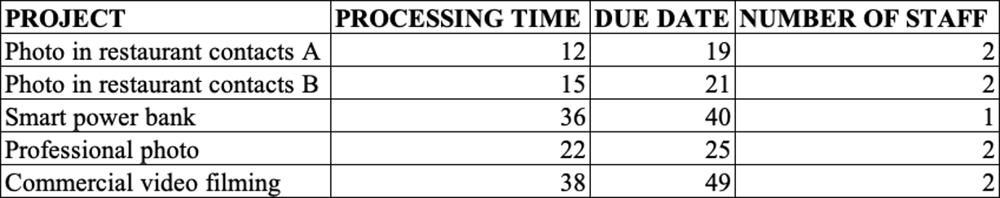 PROJECT PROCESSING TIME DUE DATE NUMBER OF STAFF
Photo in restaurant contacts A 12 19 2
Photo in restaurant contacts B 15 21 2
Smart power bank 36 40 1
Professional photo 22 25 2
Commercial video filming 38 49 2